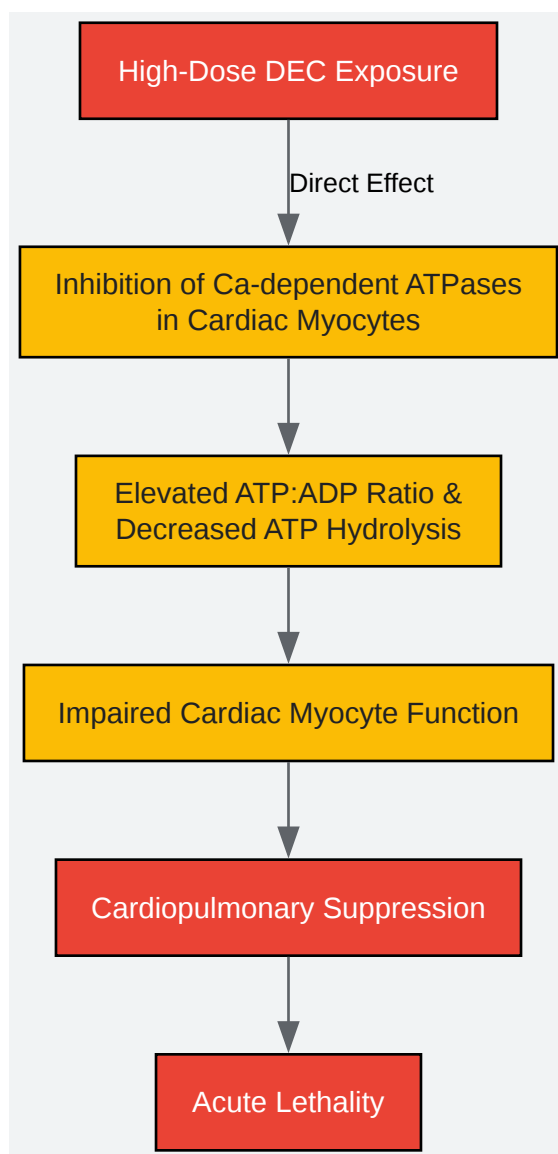 High-Dose DEC Exposure
Direct Effect
Inhibition of Ca-dependent ATPases
in Cardiac Myocytes
Elevated ATP:ADP Ratio &
Decreased ATP Hydrolysis
Impaired Cardiac Myocyte Function
Cardiopulmonary Suppression
Acute Lethality